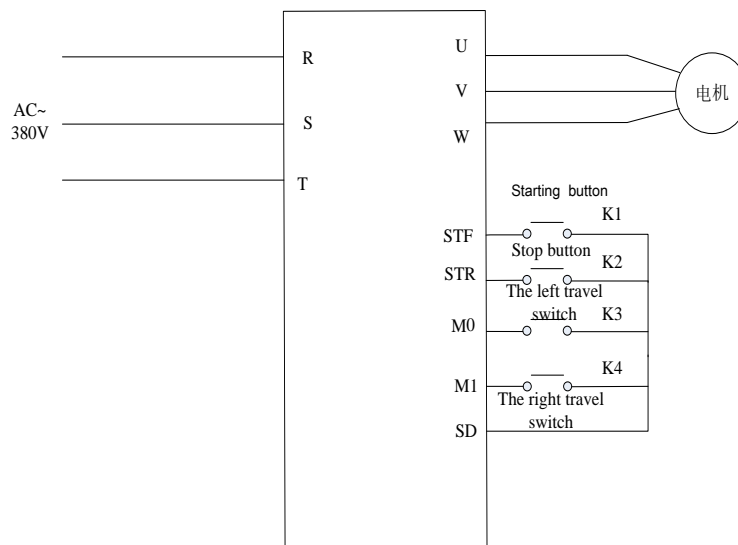 R
AC~
380V
S
T
U
V
W
电机
Starting button
K1
STF
Stop button
K2
STR
The left travel
switch
K3
M0
K4
M1
The right travel
switch
SD